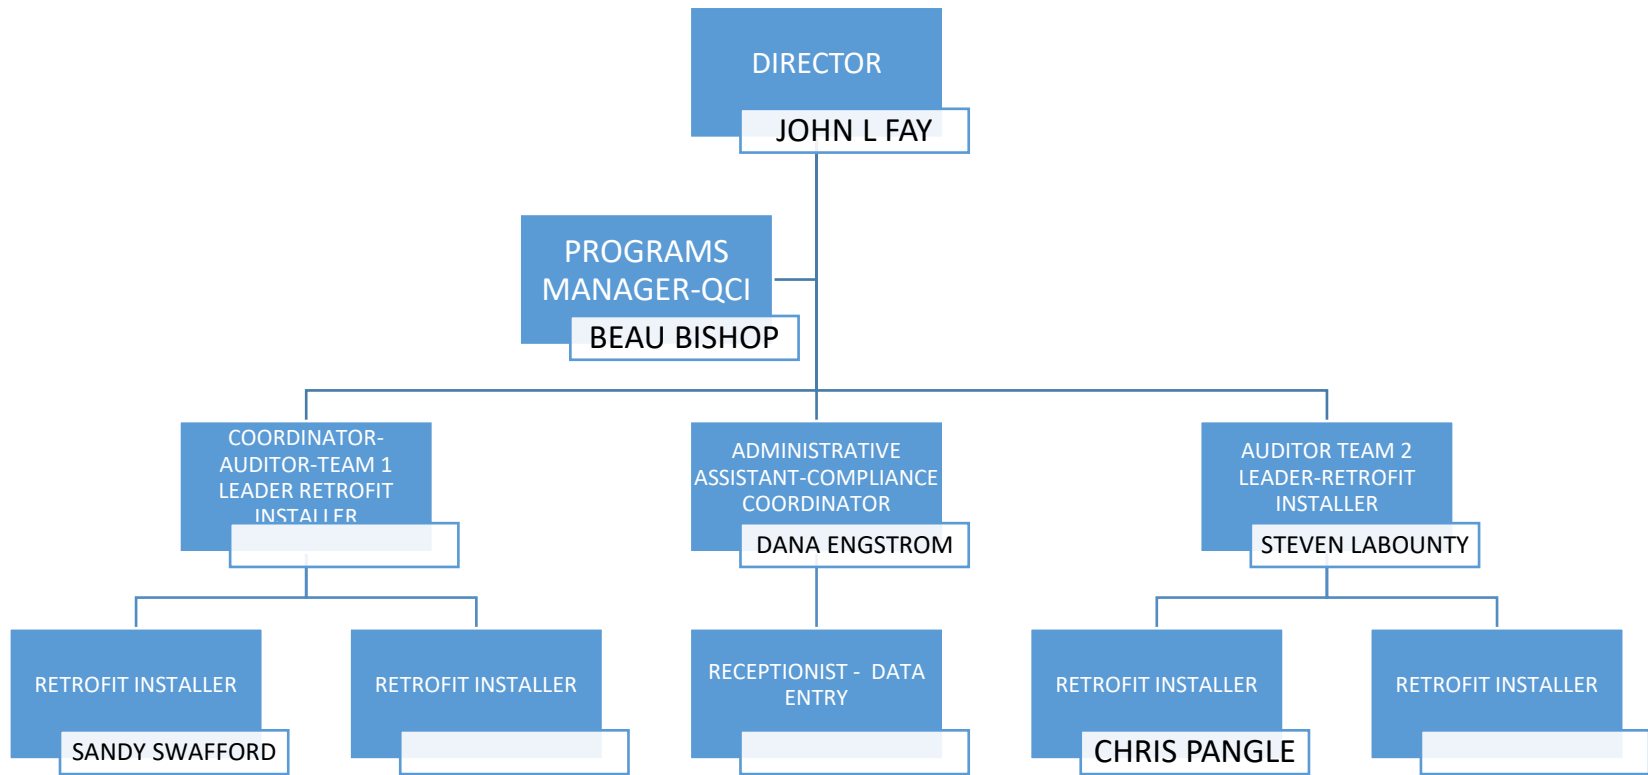 DIRECTOR
JOHN L FAY
PROGRAMS
MANAGER-QCI
BEAU BISHOP
COORDINATOR-
AUDITOR-TEAM 1
LEADER RETROFIT
INSTALLER
ADMINISTRATIVE
ASSISTANT-COMPLIANCE
COORDINATOR
DANA ENGSTROM
AUDITOR TEAM 2
LEADER-RETROFIT
INSTALLER
STEVEN LABOUNTY
RETROFIT INSTALLER
SANDY SWAFFORD
RETROFIT INSTALLER
RECEPTIONIST - DATA
ENTRY
RETROFIT INSTALLER
CHRIS PANGLE
RETROFIT INSTALLER